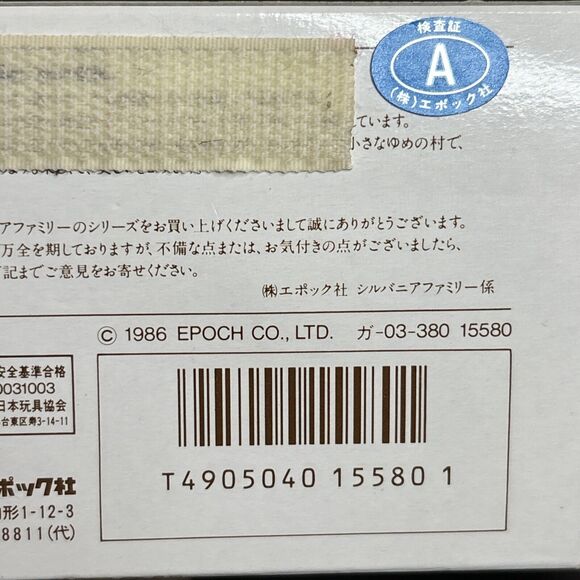 検査証
A
(株)エポック社
ています。
小さなゆめの村で、
アファミリーのシリーズをお買い上げくださいまして誠にありがとうございます。
万全を期しておりますが、不備な点または、お気付きの点がございましたら、
記までご意見をお寄せください。
(株)エポック社 シルバニアファミリー係
© 1986 EPOCH CO., LTD. ガ-03-380 15580
安全基準合格
0031003
日本玩具協会
台東区寿3-14-11
T4905040 15580 1
ポック社
形1-12-3
8811(代)